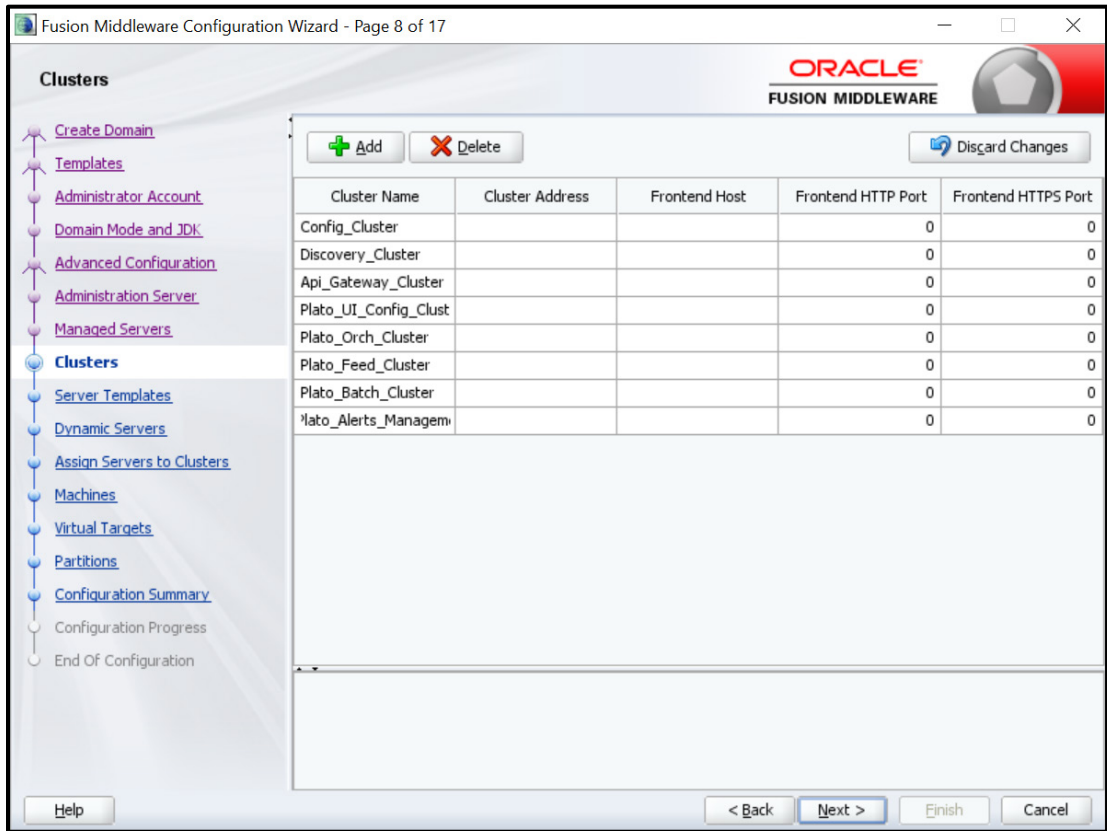 Fusion Middleware Configuration Wizard - Page 8 of 17
Clusters
ORACLE
FUSION MIDDLEWARE
Create Domain
Templates
Administrator Account
Domain Mode and JDK
Advanced Configuration
Administration Server
Managed Servers
Clusters
Server Templates
Dynamic Servers
Assign Servers to Clusters
Machines
Virtual Targets
Partitions
Configuration Summary
Configuration Progress
End Of Configuration
Add Delete Discard Changes
Cluster Name Cluster Address Frontend Host Frontend HTTP Port Frontend HTTPS Port
Config_Cluster 0 0
Discovery_Cluster 0 0
Api_Gateway_Cluster 0 0
Plato_UI_Config_Clust 0 0
Plato_Orch_Cluster 0 0
Plato_Feed_Cluster 0 0
Plato_Batch_Cluster 0 0
Plato_Alerts_Managem 0 0
Help < Back Next > Finish Cancel